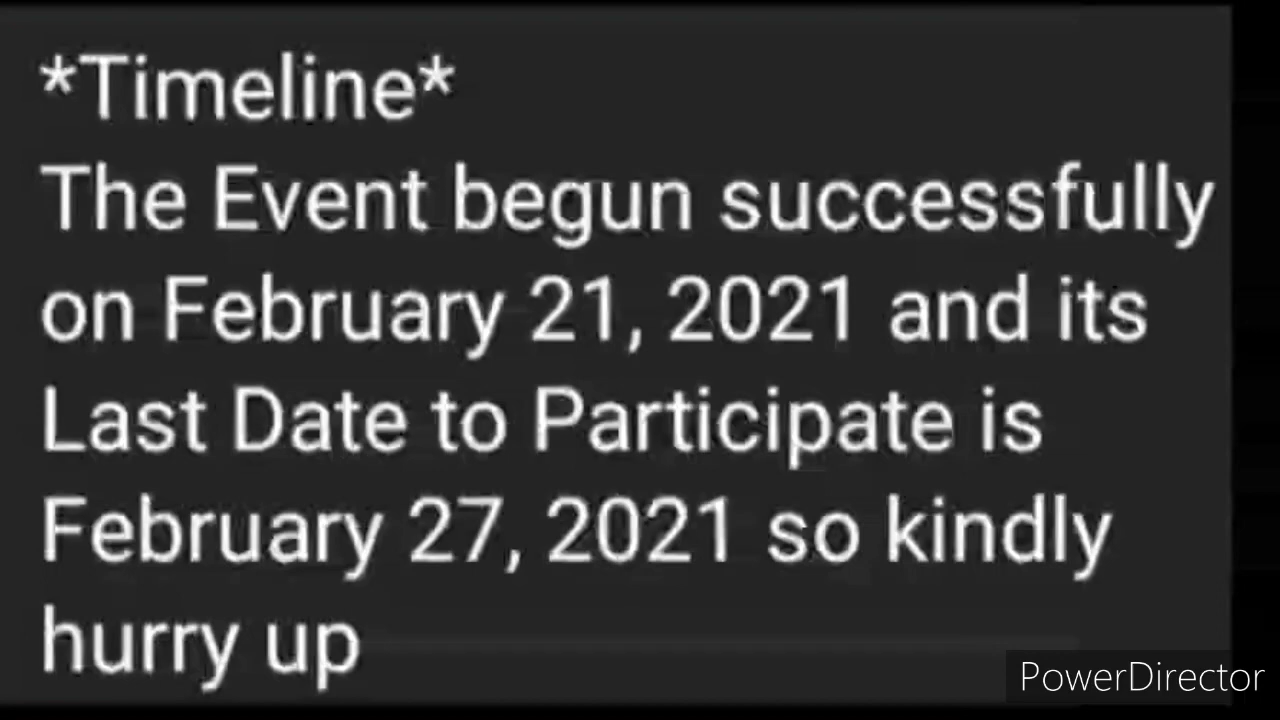 *Timeline*
The Event begun successfully
on February 21, 2021 and its
Last Date to Participate is
February 27, 2021 so kindly
hurry up
PowerDirector